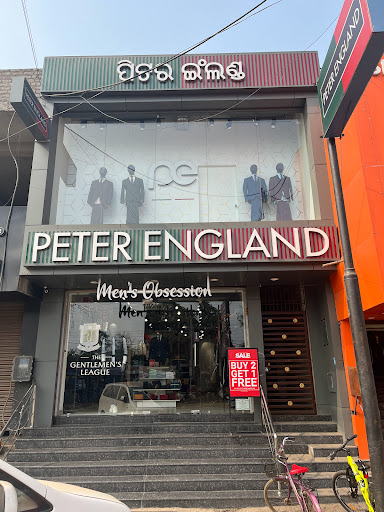 ପିଟର ଇଂଲଣ୍ଡ
PETER ENGLAND
pe
PETER ENGLAND
Men's Obsession
THE
GENTLEMEN'S
LEAGUE
SALE
BUY 2
GET 1
FREE